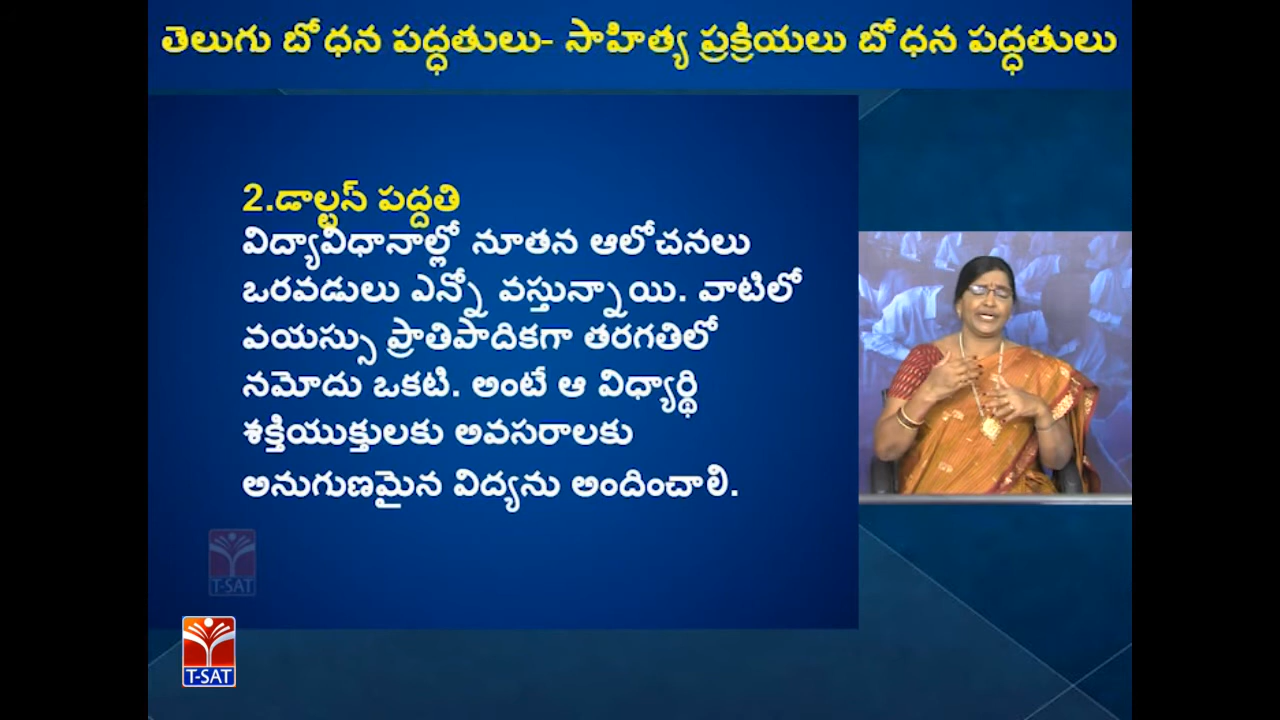 తెలుగు బోధన పద్ధతులు- సాహిత్య ప్రక్రియలు బోధన పద్ధతులు
2.డాల్టన్ పద్దతి
విద్యావిధానాల్లో నూతన ఆలోచనలు
ఒరవడులు ఎన్నో వస్తున్నాయి. వాటిలో
వయస్సు ప్రాతిపాదికగా తరగతిలో
నమోదు ఒకటి. అంటే ఆ విధ్యార్థి
శక్తియుక్తులకు అవసరాలకు
అనుగుణమైన విద్యను అందించాలి.
T-SAT
T-SAT